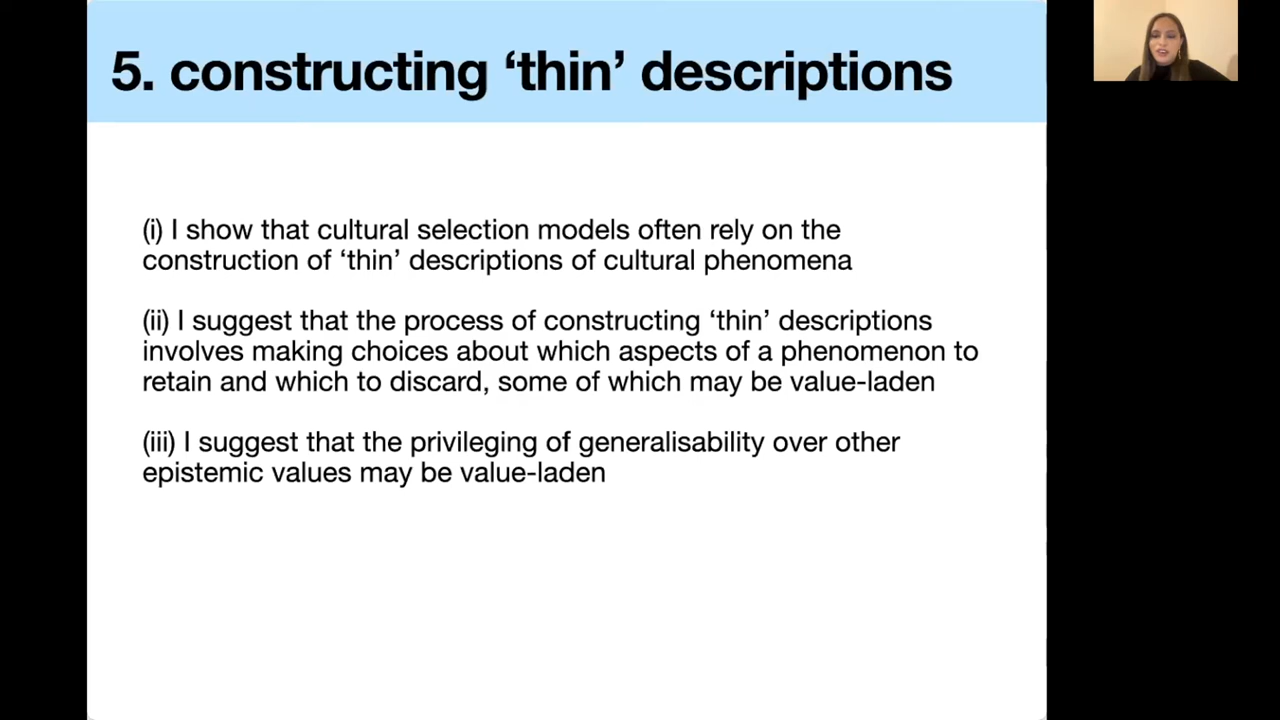 5. constructing ‘thin’ descriptions
(i) I show that cultural selection models often rely on the
construction of ‘thin’ descriptions of cultural phenomena
(ii) I suggest that the process of constructing ‘thin’ descriptions
involves making choices about which aspects of a phenomenon to
retain and which to discard, some of which may be value-laden
(iii) I suggest that the privileging of generalisability over other
epistemic values may be value-laden